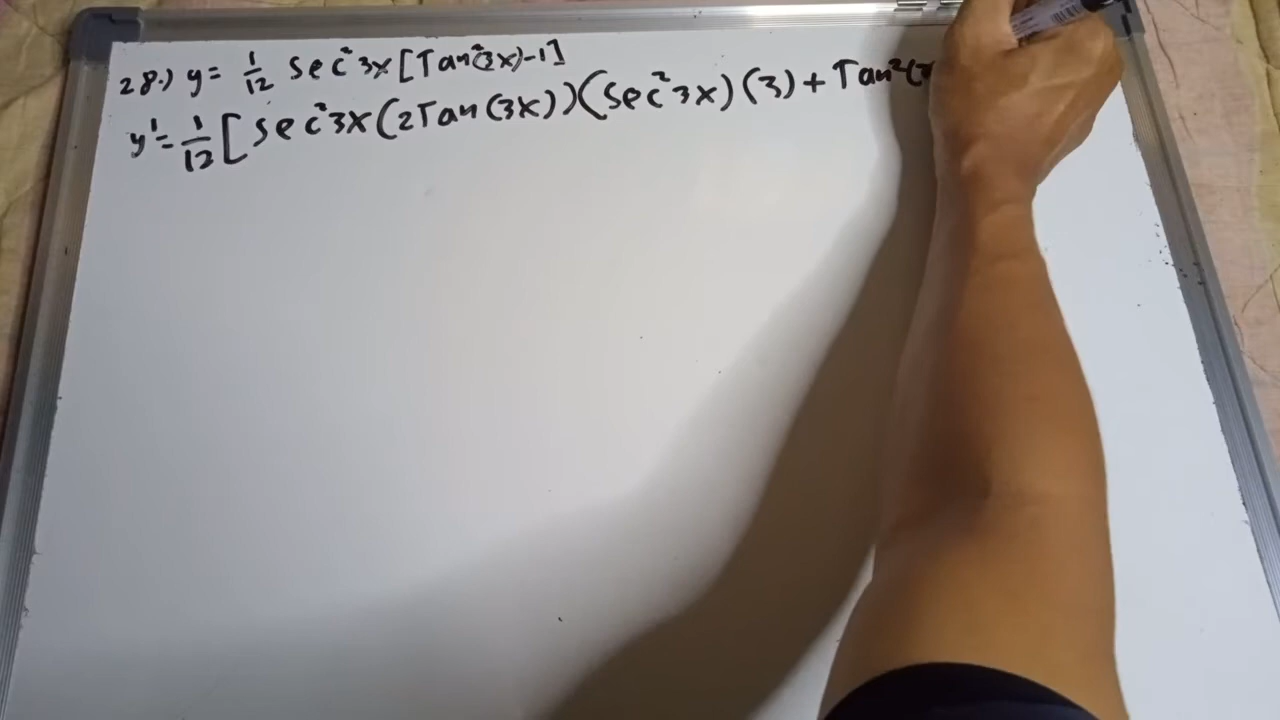 28.) y = 1/12 sec²3x [Tan²(3x)-1]
y' = 1/12 [sec²3x (2Tan(3x)) (sec²3x) (3) + Tan²(